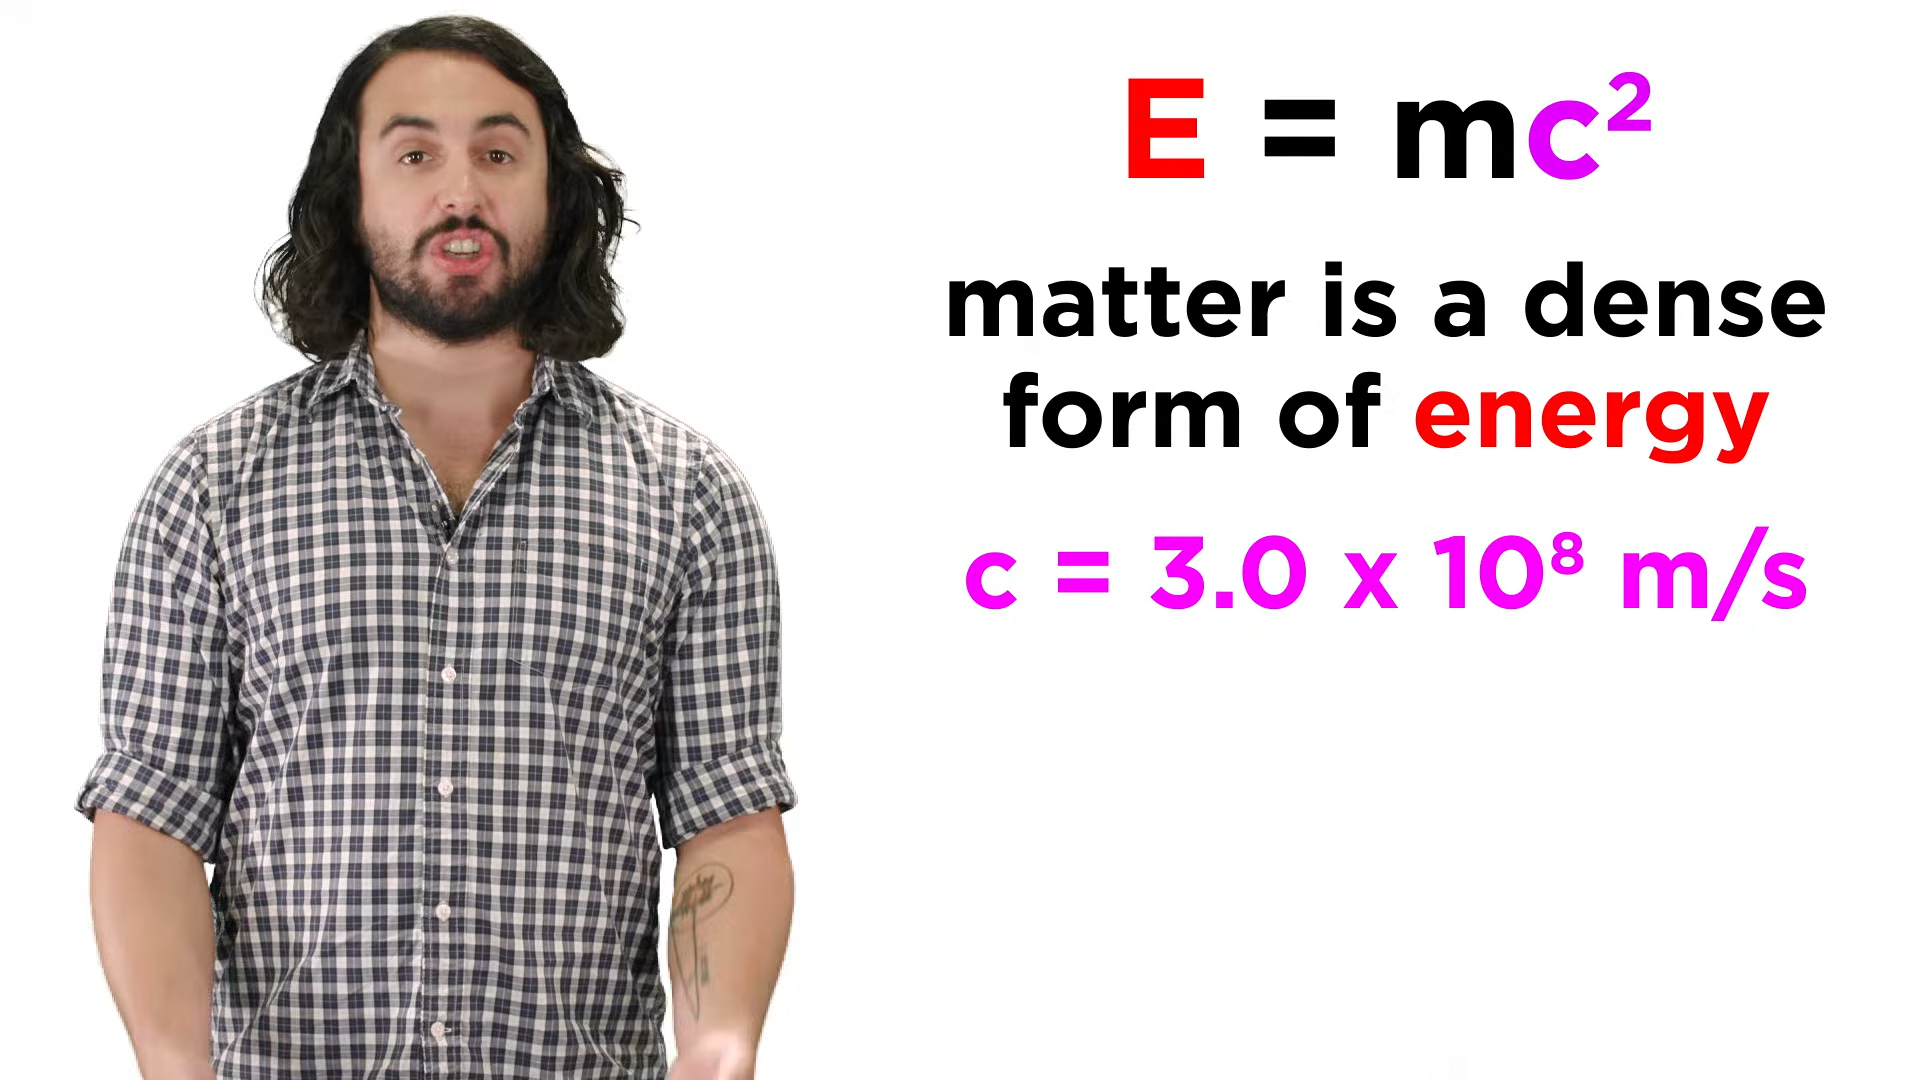 E = mc²
matter is a dense
form of energy
c = 3.0 x 10⁸ m/s